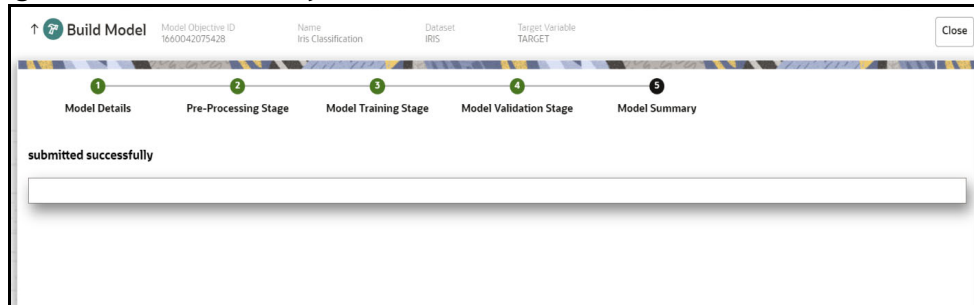 ↑ Build Model Model Objective ID Name Dataset Target Variable Close
1660042075428 Iris Classification IRIS TARGET
1 2 3 4 5
Model Details Pre-Processing Stage Model Training Stage Model Validation Stage Model Summary
submitted successfully